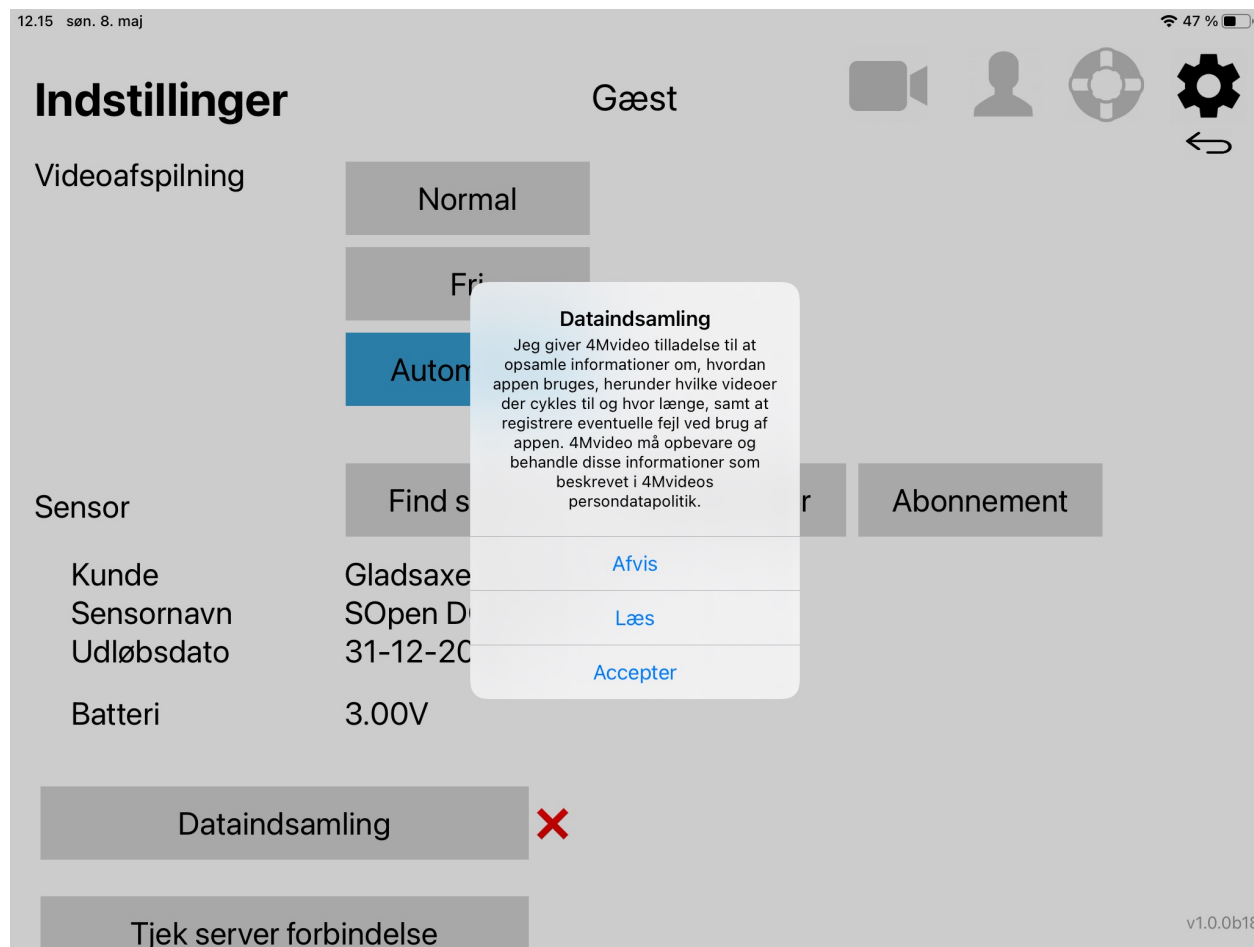 12.15 søn. 8. maj
47 %
Indstillinger
Gæst
Videoafspilning
Normal
Fri
Sensor
Find
Abonnement
Kunde
Gladsaxe
Sensornavn
SOpen
Udløbsdato
31-12-20
Batteri
3.00V
Dataindsamling
Jeg giver 4Mvideo tilladelse til at
opsamle informationer om, hvordan
appen bruges, herunder hvilke videoer
der cykles til og hvor længe, samt at
registrere eventuelle fejl ved brug af
appen. 4Mvideo må opbevare og
behandle disse informationer som
beskrevet i 4Mvideos
persondatapolitik.
Afvis
Læs
Accepter
Dataindsamling
Tjek server forbindelse
v1.0.0b18